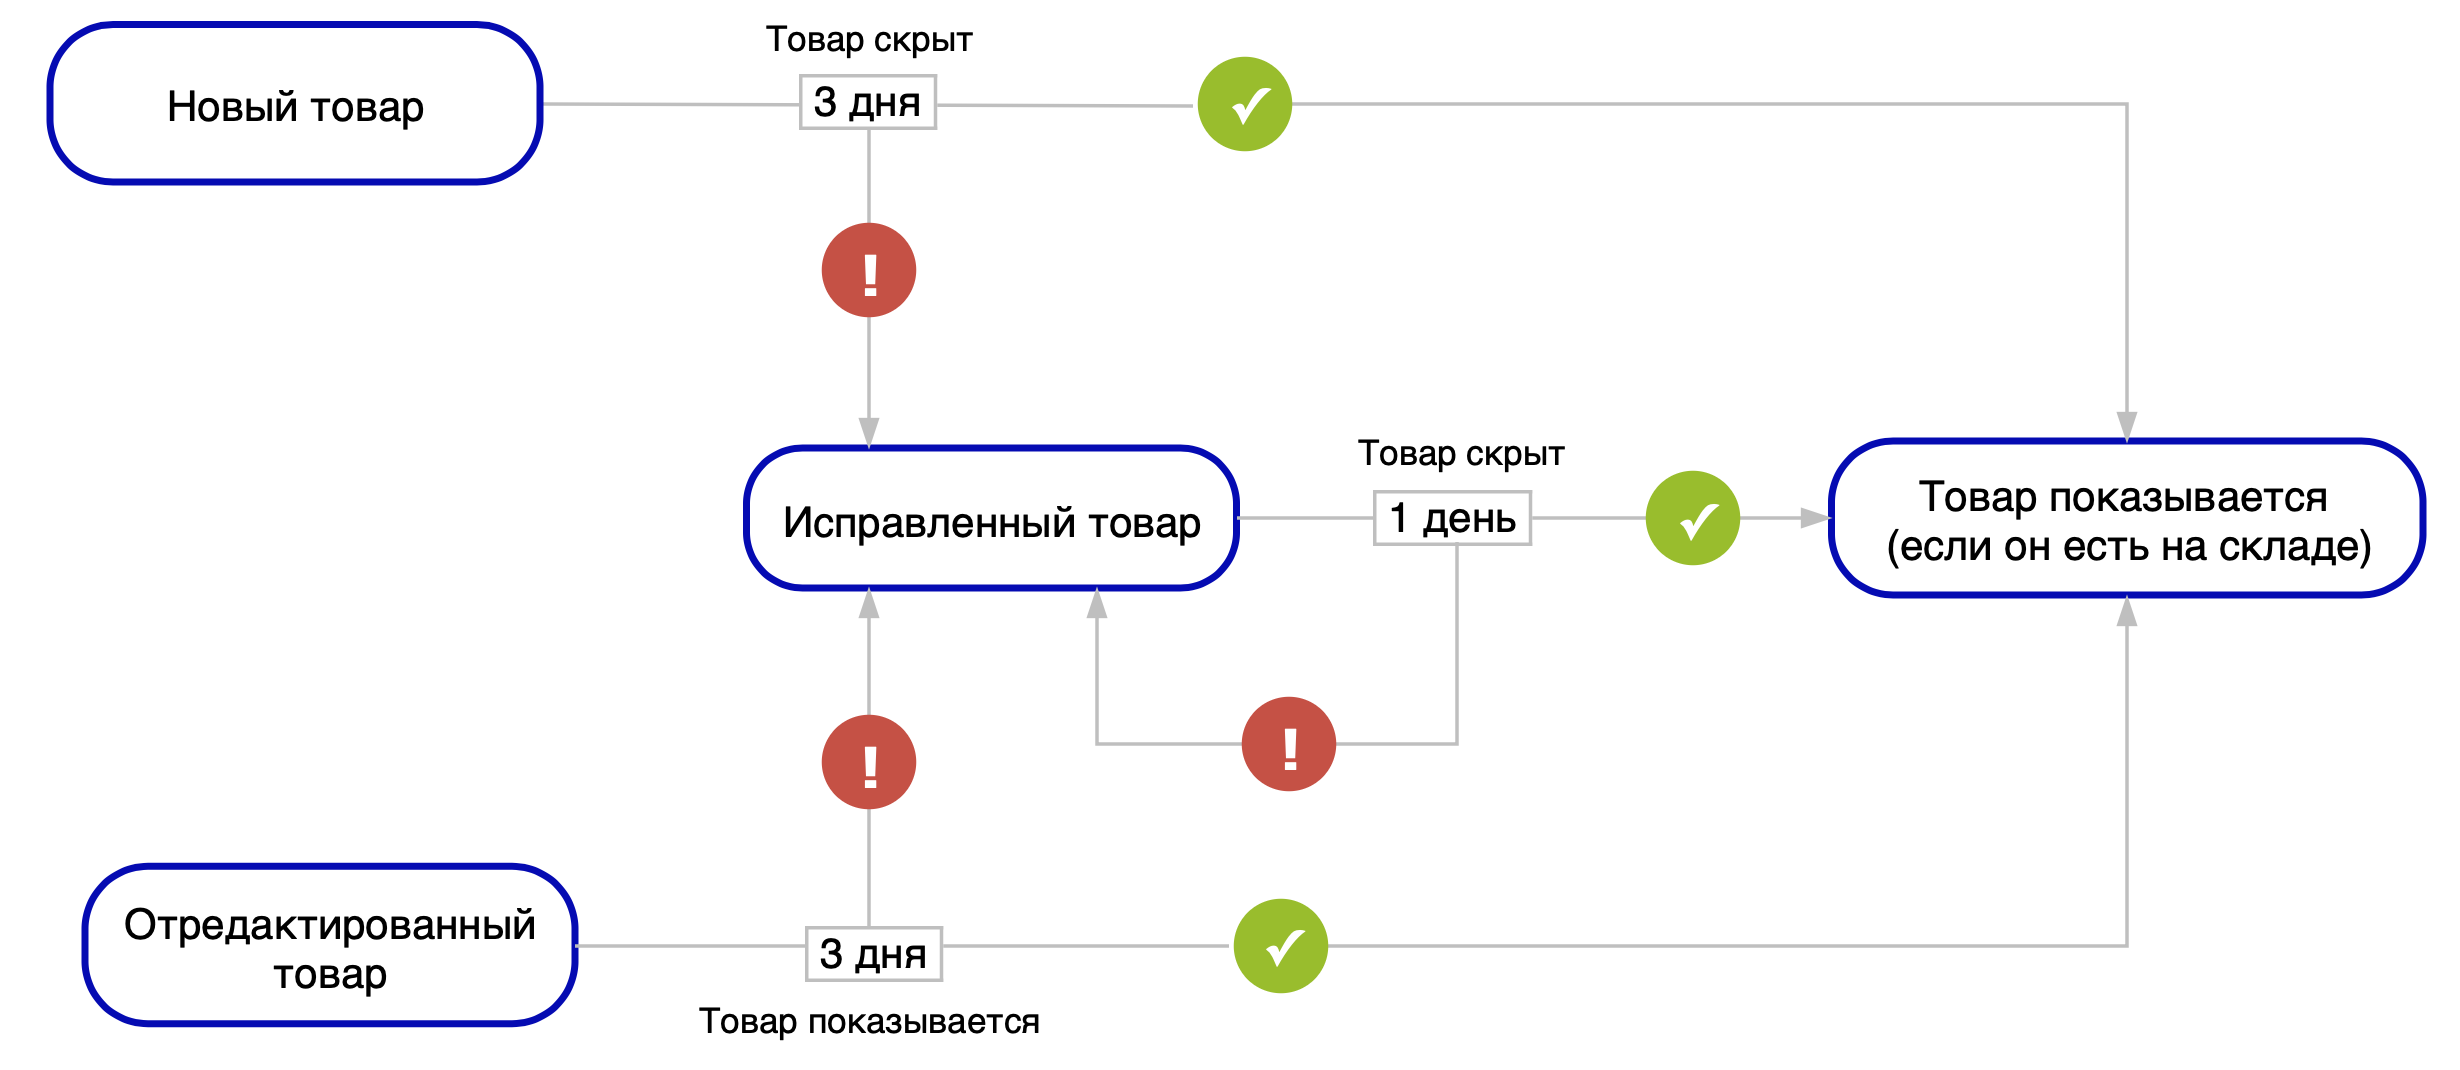 Товар скрыт
Новый товар
3 дня
!
Товар скрыт
Исправленный товар
1 день
Товар показывается
(если он есть на складе)
!
!
Отредактированный
товар
3 дня
Товар показывается